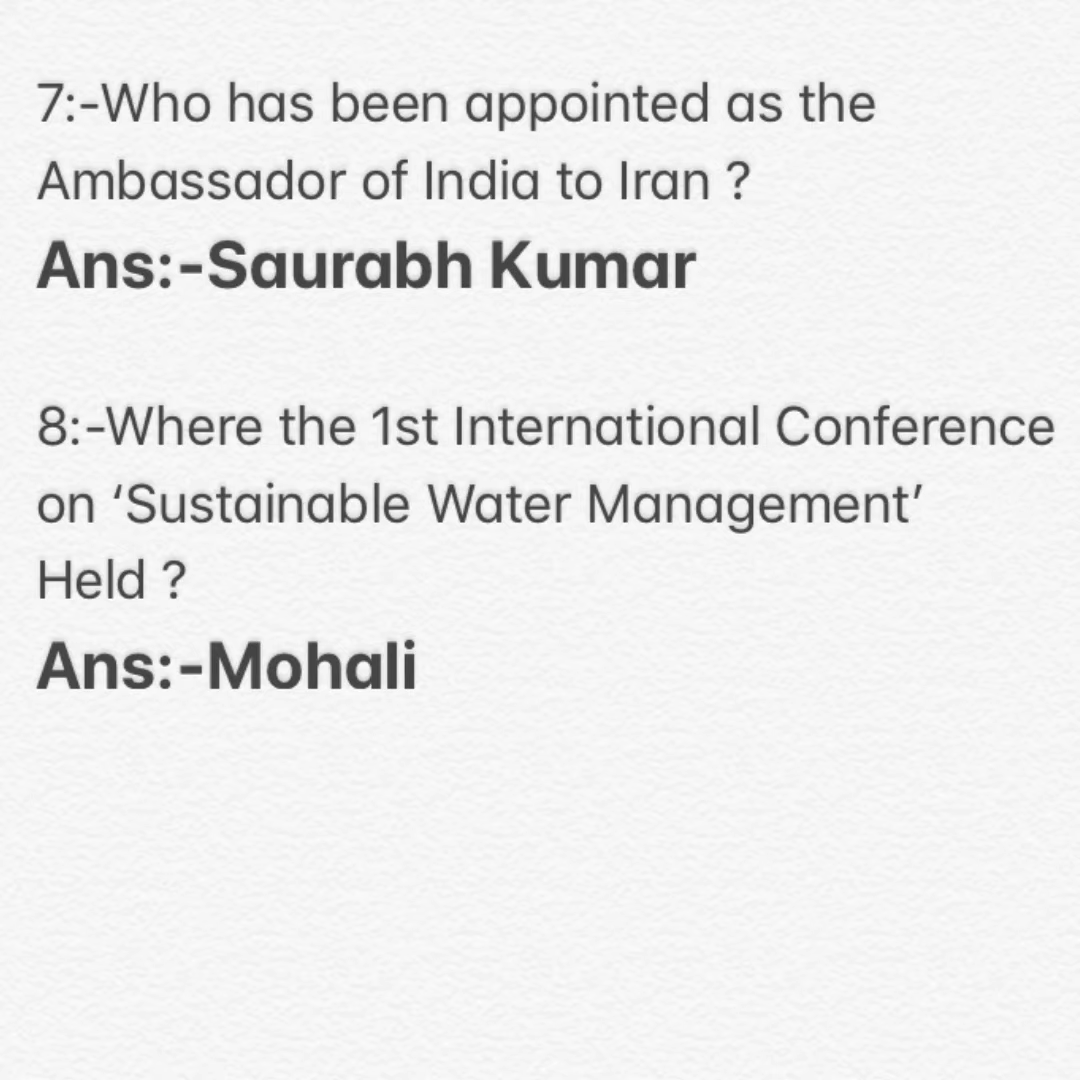 7:-Who has been appointed as the
Ambassador of India to Iran ?
Ans:-Saurabh Kumar
8:-Where the 1st International Conference
on ‘Sustainable Water Management’
Held ?
Ans:-Mohali